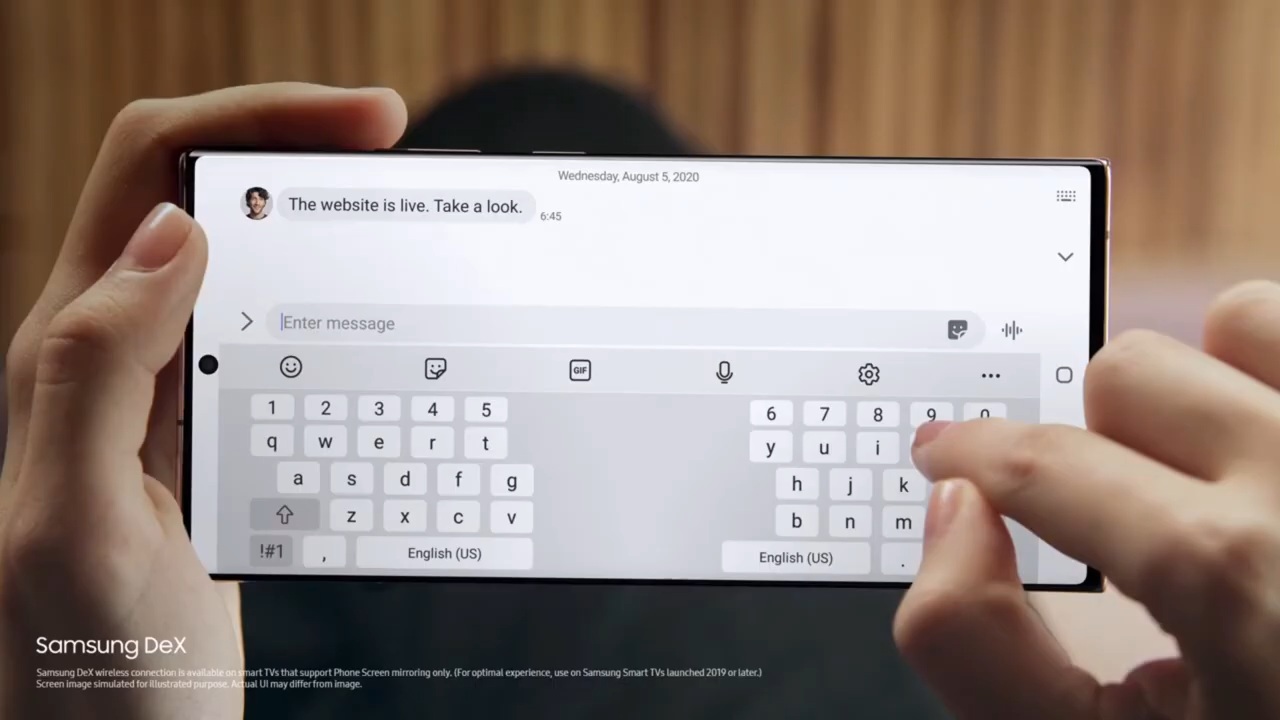 Wednesday, August 5, 2020
The website is live. Take a look.
6:45
Enter message
GIF
1 2 3 4 5 6 7 8 9 0
q w e r t y u i
a s d f g h j k
z x c v b n m
!#1 , English (US) English (US) .
Samsung DeX
Samsung DeX wireless connection is available on smart TVs that support Phone Screen mirroring only. (For optimal experience, use on Samsung Smart TVs launched 2019 or later.)
Screen image simulated for illustrated purpose. Actual UI may differ from image.